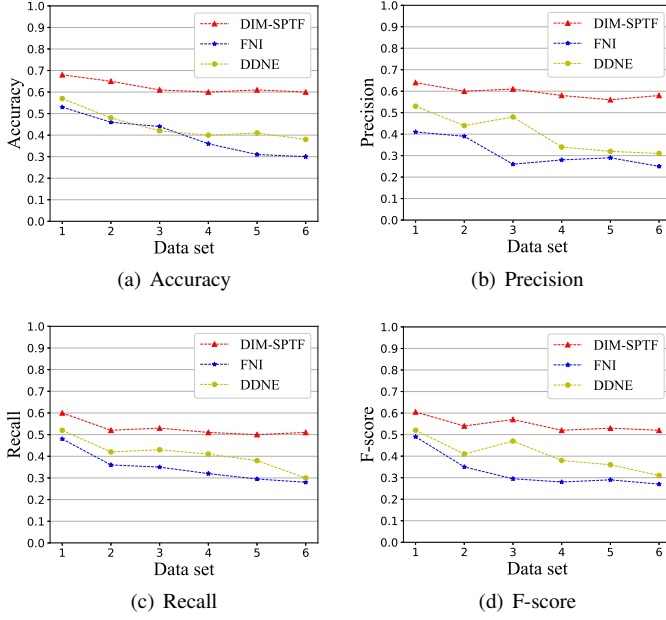 1.0
0.9
0.8
0.7
0.6
0.5
0.4
0.3
0.2
0.1
0.0
Accuracy
DIM-SPTF
FNI
DDNE
1 2 3 4 5 6
Data set
(a) Accuracy
1.0
0.9
0.8
0.7
0.6
0.5
0.4
0.3
0.2
0.1
0.0
Precision
DIM-SPTF
FNI
DDNE
1 2 3 4 5 6
Data set
(b) Precision
1.0
0.9
0.8
0.7
0.6
0.5
0.4
0.3
0.2
0.1
0.0
Recall
DIM-SPTF
FNI
DDNE
1 2 3 4 5 6
Data set
(c) Recall
1.0
0.9
0.8
0.7
0.6
0.5
0.4
0.3
0.2
0.1
0.0
F-score
DIM-SPTF
FNI
DDNE
1 2 3 4 5 6
Data set
(d) F-score